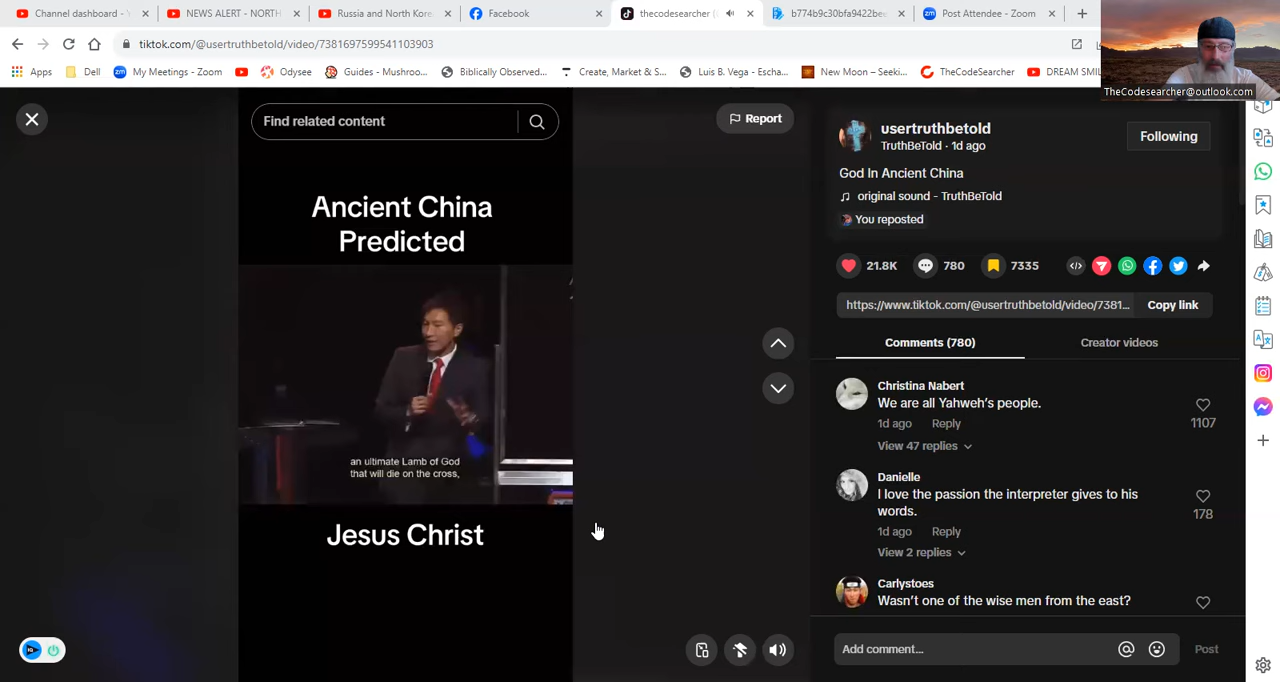 Channel dashboard - Y
NEWS ALERT - NORTH
Russia and North Kore
Facebook
thecodesearcher (
b774b9c30bfa9422bee
Post Attendee - Zoom
tiktok.com/@usertruthbetold/video/7381697599541103903
Apps
Dell
My Meetings - Zoom
Odysee
Guides - Mushroo...
Biblically Observed...
Create, Market & S...
Luis B. Vega - Escha...
New Moon – Seeki...
TheCodeSearcher
DREAM SMIL
TheCodesearcher@outlook.com
Find related content
Report
Ancient China
Predicted
an ultimate Lamb of God
that will die on the cross,
Jesus Christ
usertruthbetold
TruthBeTold · 1d ago
Following
God In Ancient China
original sound - TruthBeTold
You reposted
21.8K
780
7335
https://www.tiktok.com/@usertruthbetold/video/7381...
Copy link
Comments (780)
Creator videos
Christina Nabert
We are all Yahweh's people.
1d ago Reply
1107
View 47 replies
Danielle
I love the passion the interpreter gives to his
words.
178
1d ago Reply
View 2 replies
Carlystoes
Wasn't one of the wise men from the east?
Add comment...
Post